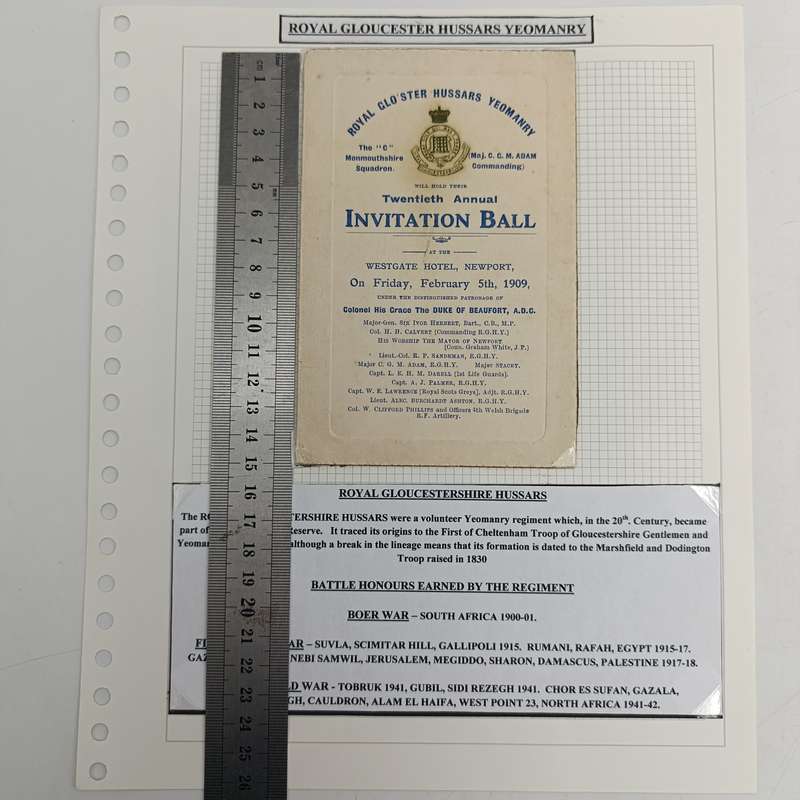 ROYAL GLOUCESTER HUSSARS YEOMANRY
ROYAL GLO'STER HUSSARS YEOMANRY
The "C"
Monmouthshire
Squadron.
(Maj. C. G. M. ADAM
Commanding)
WILL HOLD THEIR
Twentieth Annual
INVITATION BALL
AT THE
WESTGATE HOTEL, NEWPORT,
On Friday, February 5th, 1909,
UNDER THE DISTINGUISHED PATRONAGE OF
Colonel His Grace The DUKE OF BEAUFORT, A.D.C.
Major-Gen. Sir Ivor Herbert, Bart., C.B., M.P.
Col. H. H. Calvert (Commanding R.G.H.Y.)
His Worship The Mayor of Newport
(Coun. Graham White, J.P.)
Lieut.-Col. R. P. Sandeman, R.G.H.Y.
Major C. G. M. Adam, R.G.H.Y. Major Stacey.
Capt. L. E. H. M. Darell (1st Life Guards).
Capt. A. J. Palmer, R.G.H.Y.
Capt. W. E. Lawrence (Royal Scots Greys), Adjt. R.G.H.Y.
Lieut. Alec. Burchardt Ashton, R.G.H.Y.
Col. W. Clifford Phillips and Officers 4th Welsh Brigade
R.F. Artillery.
cm
1
2
3
4
5
6
7
8
9
10
11
12
13
14
15
16
17
18
19
20
21
22
23
24
25
26
ROYAL GLOUCESTERSHIRE HUSSARS
The STERSHIRE HUSSARS were a volunteer Yeomanry regiment which, in the 20th. Century, became
part of Reserve. It traced its origins to the First of Cheltenham Troop of Gloucestershire Gentlemen and
although a break in the lineage means that its formation is dated to the Marshfield and Dodington
Troop raised in 1830
BATTLE HONOURS EARNED BY THE REGIMENT
BOER WAR – SOUTH AFRICA 1900-01.
– SUVLA, SCIMITAR HILL, GALLIPOLI 1915. RUMANI, RAFAH, EGYPT 1915-17.
NEBI SAMWIL, JERUSALEM, MEGIDDO, SHARON, DAMASCUS, PALESTINE 1917-18.
WAR - TOBRUK 1941, GUBIL, SIDI REZEGH 1941. CHOR ES SUFAN, GAZALA,
CAULDRON, ALAM EL HAIFA, WEST POINT 23, NORTH AFRICA 1941-42.